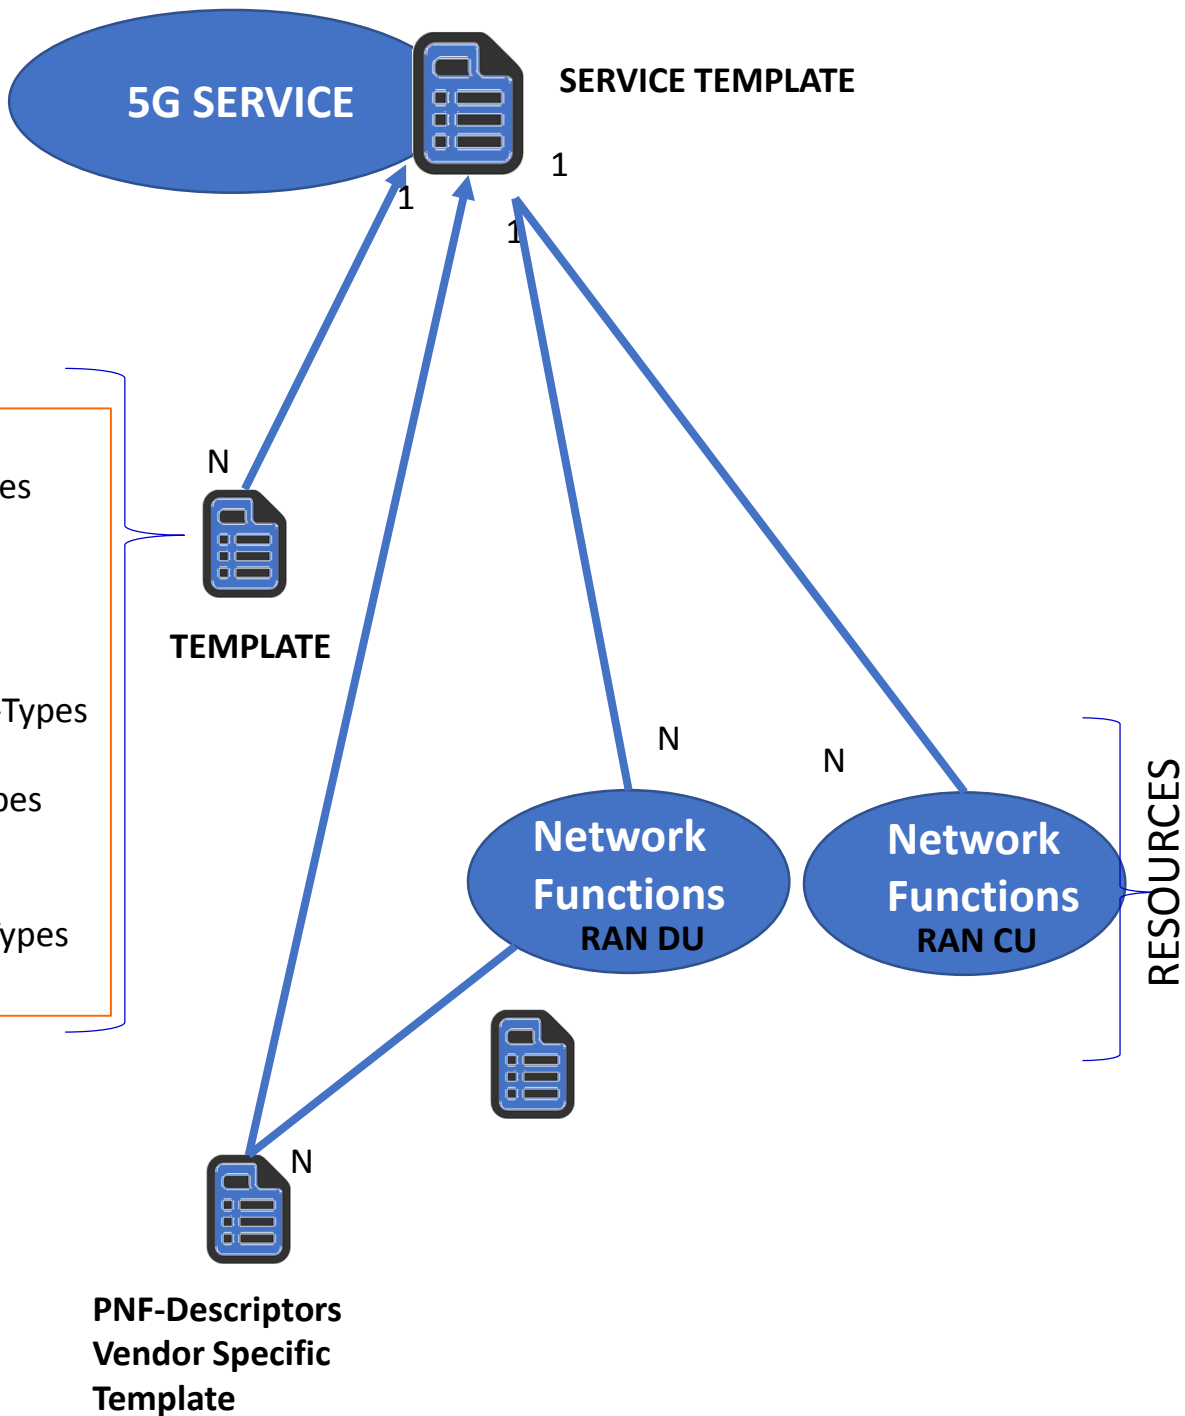 5G SERVICE
SERVICE TEMPLATE
1
1
1
N
es
TEMPLATE
-Types
pes
ypes
N
N
Network
Functions
RAN DU
Network
Functions
RAN CU
RESOURCES
N
PNF-Descriptors
Vendor Specific
Template